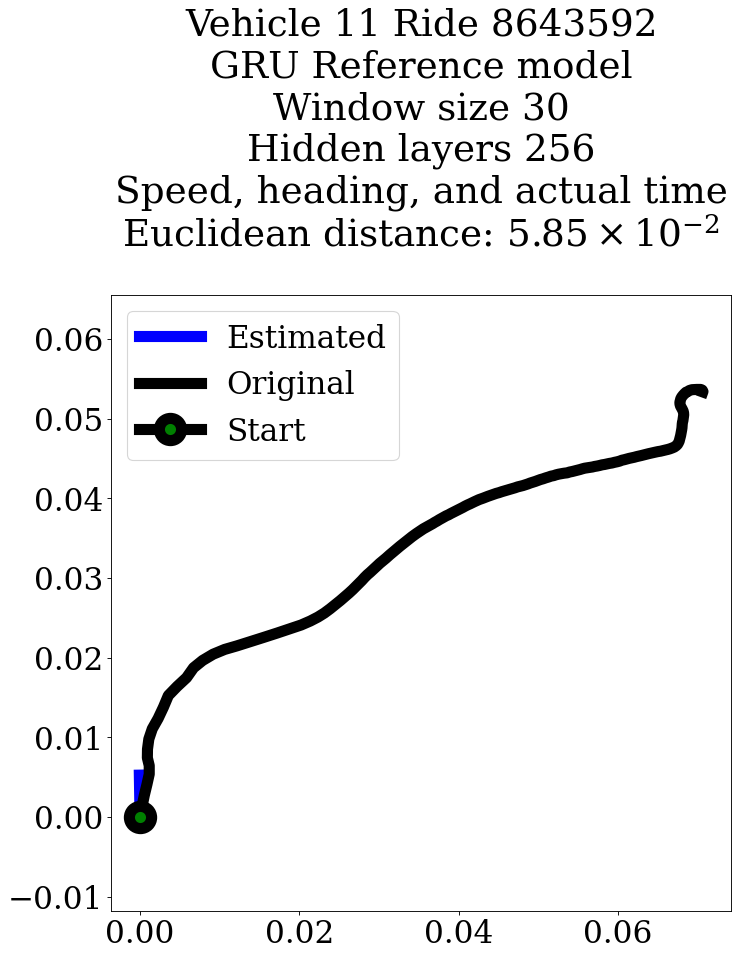 Vehicle 11 Ride 8643592
GRU Reference model
Window size 30
Hidden layers 256
Speed, heading, and actual time
Euclidean distance: 5.85 × 10⁻²
Estimated
Original
Start
0.06
0.05
0.04
0.03
0.02
0.01
0.00
−0.01
0.00 0.02 0.04 0.06